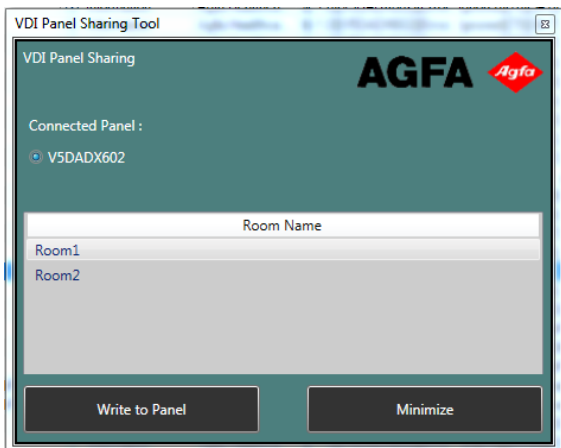 VDI Panel Sharing Tool
VDI Panel Sharing
AGFA Agfa
Connected Panel :
V5DADX602
Room Name
Room1
Room2
Write to Panel
Minimize